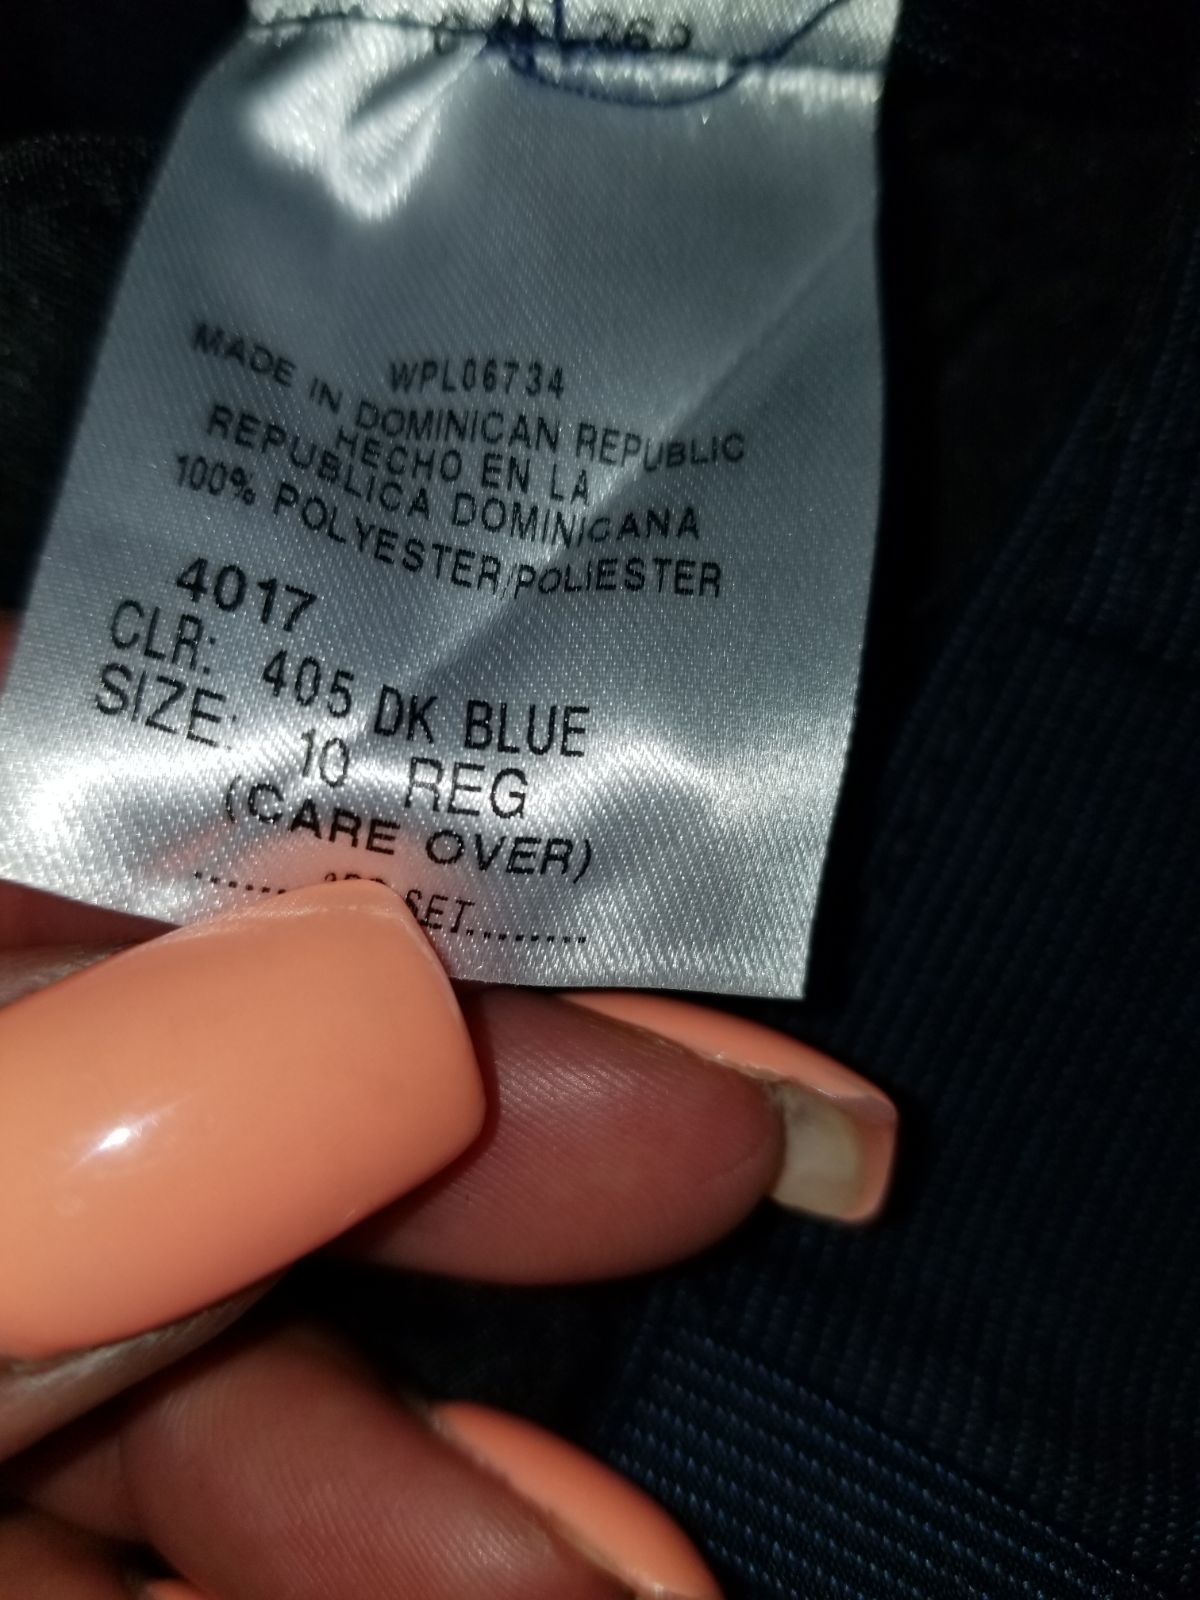 WPL06734
MADE IN DOMINICAN REPUBLIC
HECHO EN LA
REPUBLICA DOMINICANA
100% POLYESTER/POLIESTER
4017
CLR: 405 DK BLUE
SIZE: 10 REG
(CARE OVER)
SET........